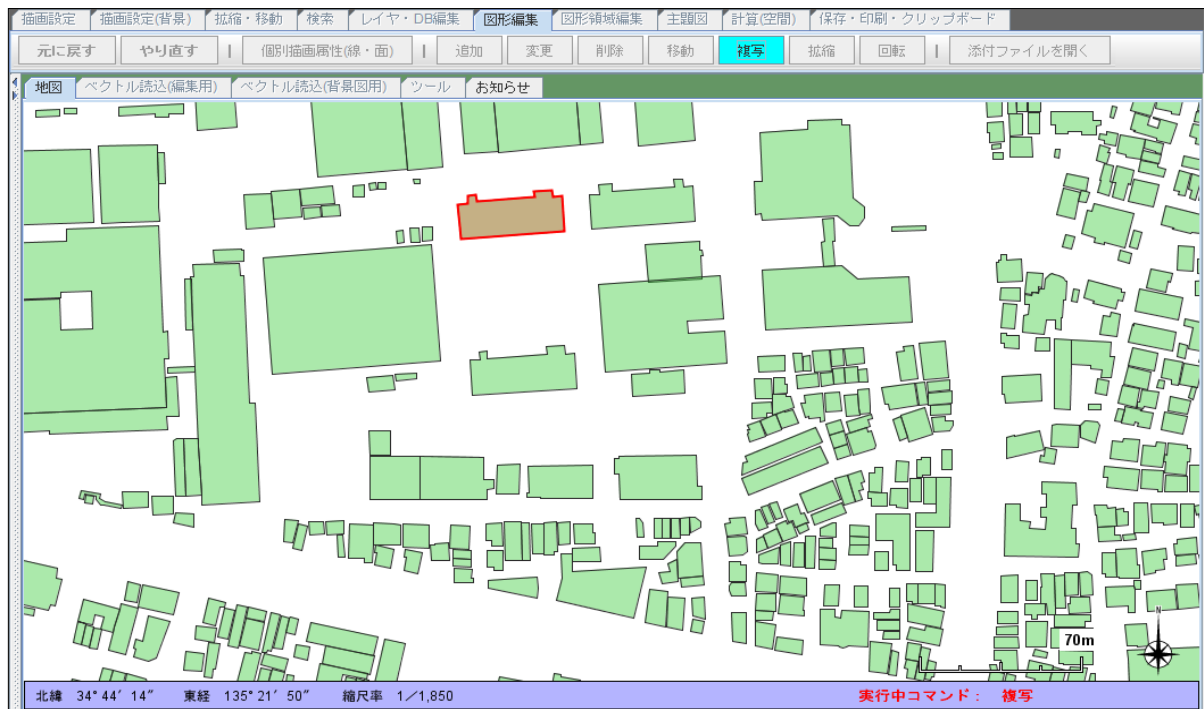 描画設定 描画設定(背景) 拡縮・移動 検索 レイヤ・DB編集 図形編集 図形領域編集 主題図 計算(空間) 保存・印刷・クリップボード
元に戻す やり直す | 個別描画属性(線・面) | 追加 変更 削除 移動 複写 拡縮 回転 | 添付ファイルを開く
地図 ベクトル読込(編集用) ベクトル読込(背景図用) ツール お知らせ
N
70m
北緯 34°44′14″ 東経 135°21′50″ 縮尺率 1/1,850 実行中コマンド: 複写